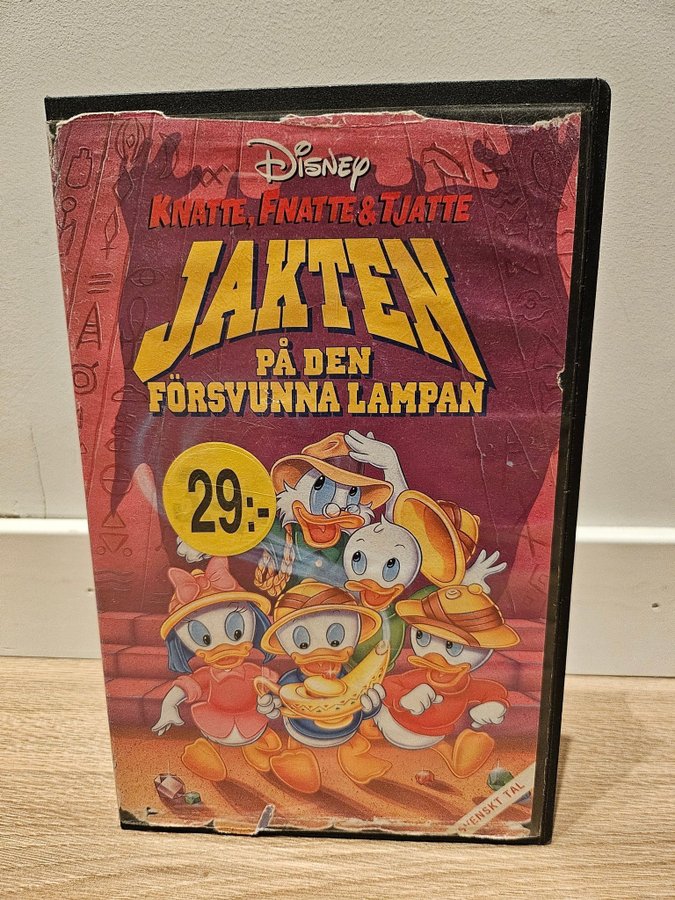 Disney
KNATTE, FNATTE & TJATTE
JAKTEN
PÅ DEN
FÖRSVUNNA LAMPAN
29:-
SVENSKT TAL